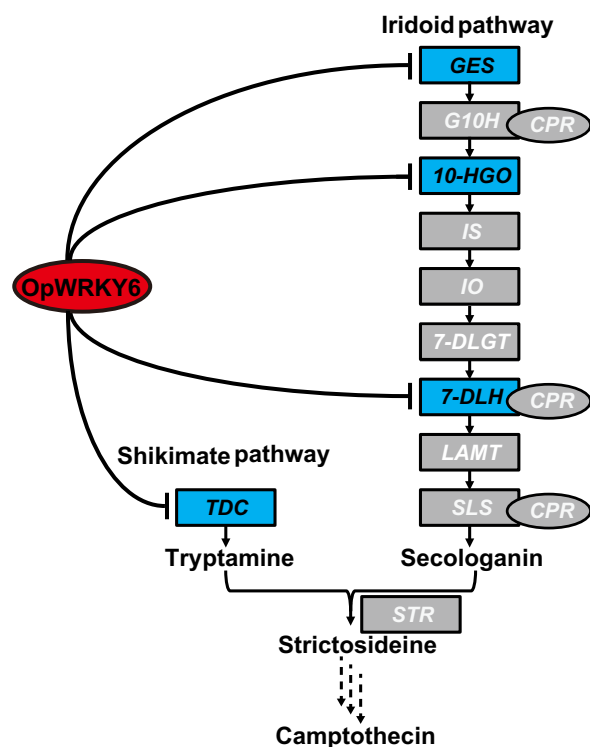 Iridoid pathway
GES
G10H
CPR
10-HGO
IS
OpWRKY6
IO
7-DLGT
7-DLH
CPR
Shikimate pathway
LAMT
TDC
SLS
CPR
Tryptamine
Secologanin
STR
Strictosideine
Camptothecin